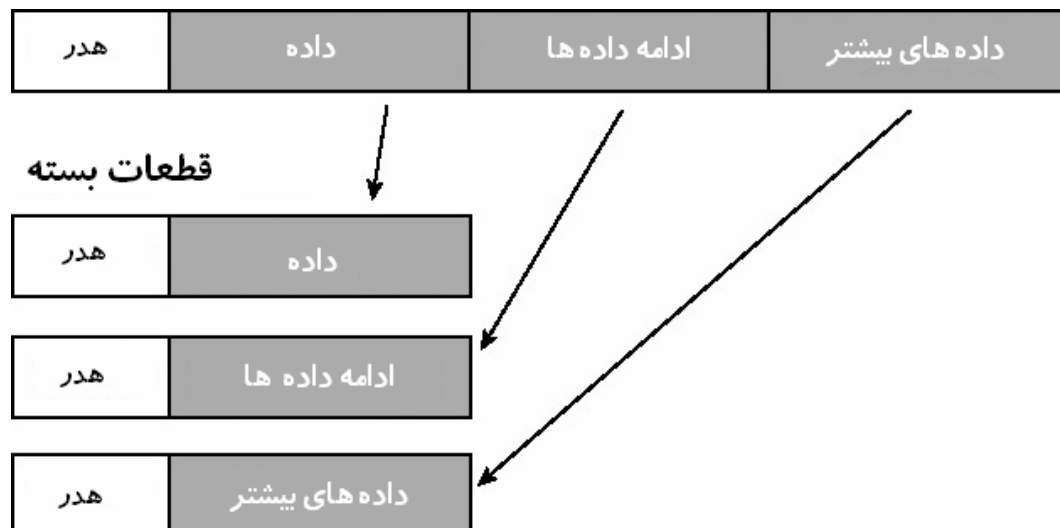 هدر داده ادامه داده ها داده های بیشتر
قطعات بسته
هدر داده
هدر ادامه داده ها
هدر داده های بیشتر